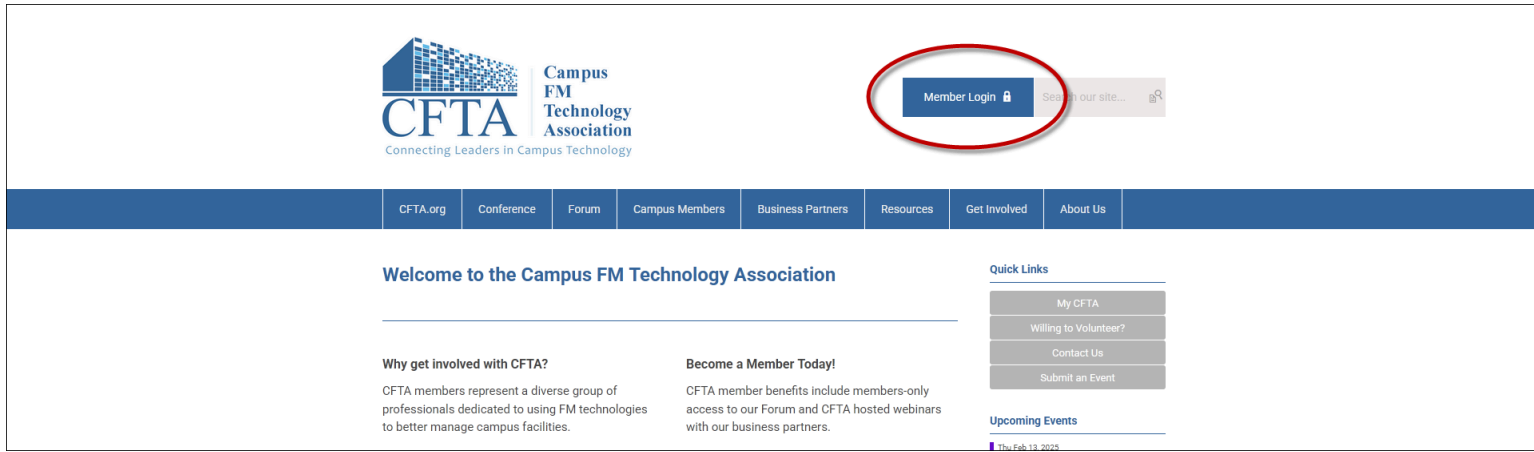 CFTA
Campus
FM
Technology
Association
Connecting Leaders in Campus Technology
Member Login
Search our site...
CFTA.org
Conference
Forum
Campus Members
Business Partners
Resources
Get Involved
About Us
Welcome to the Campus FM Technology Association
Why get involved with CFTA?
CFTA members represent a diverse group of
professionals dedicated to using FM technologies
to better manage campus facilities.
Become a Member Today!
CFTA member benefits include members-only
access to our Forum and CFTA hosted webinars
with our business partners.
Quick Links
My CFTA
Willing to Volunteer?
Contact Us
Submit an Event
Upcoming Events
Thu Feb 13, 2025